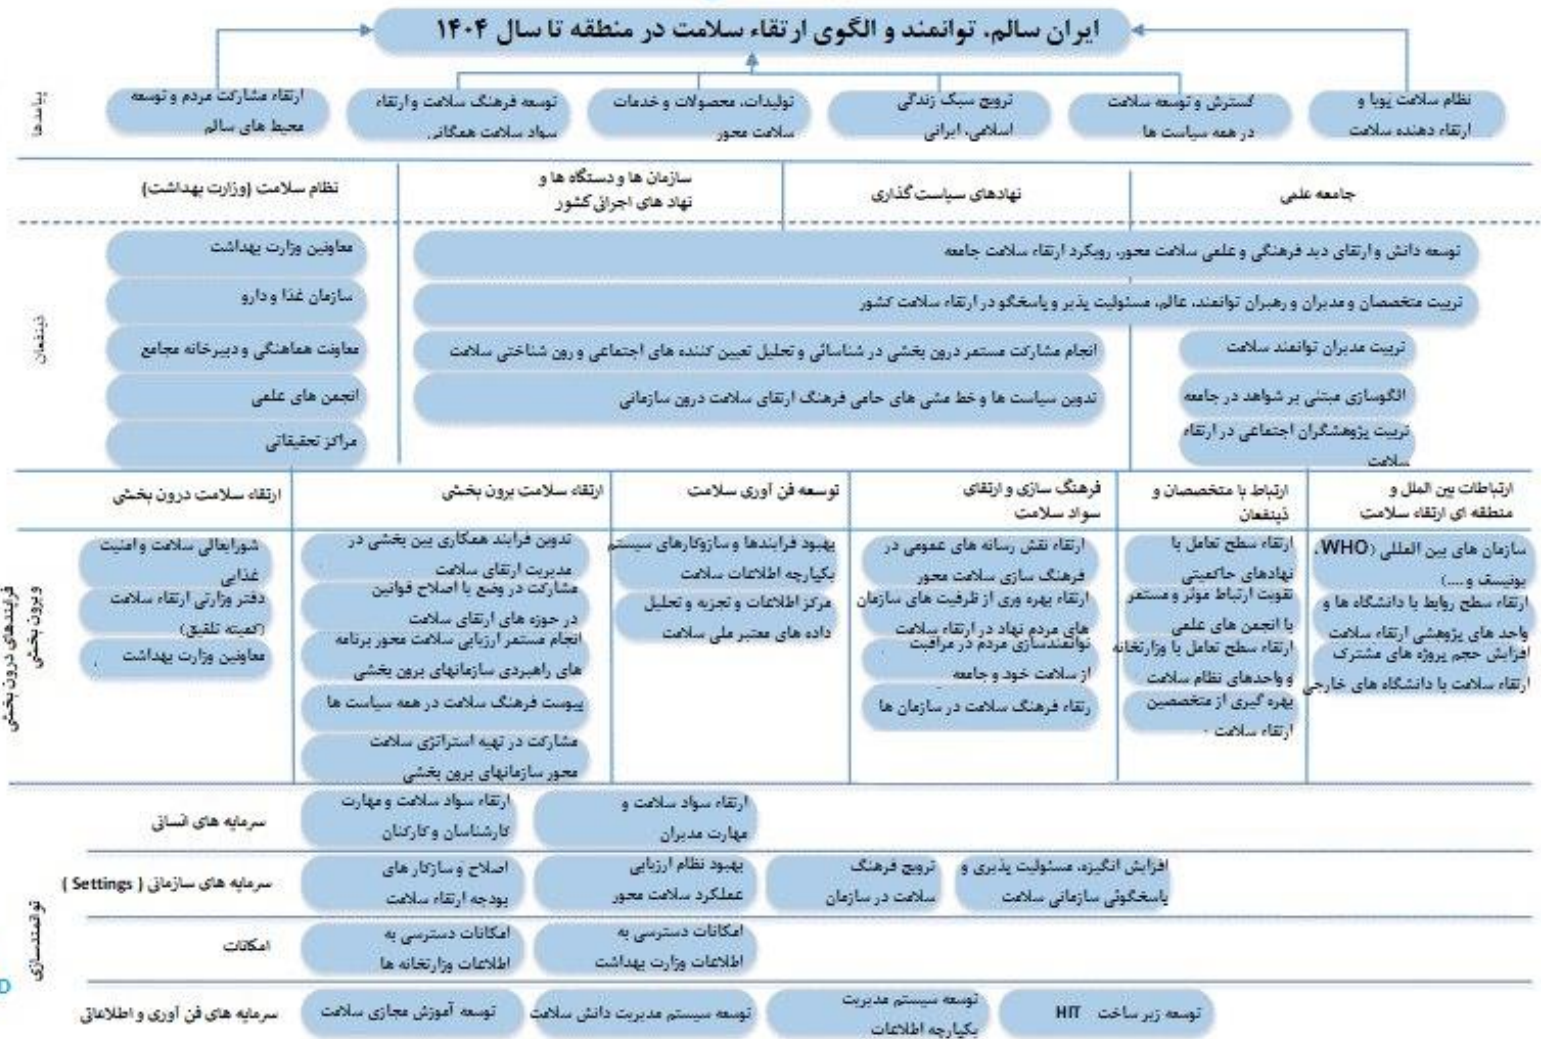 ایران سالم، توانمند و الگوی ارتقاء سلامت در منطقه تا سال ۱۴۰۴
پیامدها
نظام سلامت پویا و
ارتقاء دهنده سلامت
گسترش و توسعه سلامت
در همه سیاست ها
ترویج سبک زندگی
اسلامی، ایرانی
تولیدات، محصولات و خدمات
سلامت محور
توسعه فرهنگ سلامت و ارتقاء
سواد سلامت همگانی
ارتقاء مشارکت مردم و توسعه
محیط های سالم
ذینفعان
جامعه علمی
نهادهای سیاست گذاری
سازمان ها و دستگاه ها و
نهاد های اجرائی کشور
نظام سلامت (وزارت بهداشت)
توسعه دانش و ارتقای دید فرهنگی و علمی سلامت محور، رویکرد ارتقاء سلامت جامعه
تربیت متخصصان و مدیران و رهبران توانمند، عالم، مسئولیت پذیر و پاسخگو در ارتقاء سلامت کشور
تربیت مدیران توانمند سلامت
الگوسازی مبتنی بر شواهد در جامعه
تربیت پژوهشگران اجتماعی در ارتقاء
سلامت
انجام مشارکت مستمر درون بخشی در شناسائی و تحلیل تعیین کننده های اجتماعی و رون شناختی سلامت
تدوین سیاست ها و خط مشی های حامی فرهنگ ارتقای سلامت درون سازمانی
معاونین وزارت بهداشت
سازمان غذا و دارو
معاونت هماهنگی و دبیرخانه مجامع
انجمن های علمی
مراکز تحقیقاتی
فرایندهای درون بخشی
و برون بخشی
ارتباطات بین الملل و
منطقه ای ارتقاء سلامت
سازمان های بین المللی (WHO،
یونیسف و ....)
ارتقاء سطح روابط با دانشگاه ها و
واحد های پژوهشی ارتقاء سلامت
افزایش حجم پروژه های مشترک
ارتقاء سلامت با دانشگاه های خارجی
ارتباط با متخصصان و
ذینفعان
ارتقاء سطح تعامل با
نهادهای حاکمیتی
تقویت ارتباط موثر و مستمر
با انجمن های علمی
ارتقاء سطح تعامل با وزارتخانه
و واحدهای نظام سلامت
بهره گیری از متخصصین
ارتقاء سلامت .
فرهنگ سازی و ارتقای
سواد سلامت
ارتقاء نقش رسانه های عمومی در
فرهنگ سازی سلامت محور
ارتقاء بهره وری از ظرفیت های سازمان
های مردم نهاد در ارتقاء سلامت
توانمندسازی مردم در مراقبت
از سلامت خود و جامعه
رتقاء فرهنگ سلامت در سازمان ها
توسعه فن آوری سلامت
بهبود فرایندها و سازوکارهای سیستم
یکپارچه اطلاعات سلامت
مرکز اطلاعات و تجزیه و تحلیل
داده های معتبر ملی سلامت
ارتقاء سلامت برون بخشی
تدوین فرایند همکاری بین بخشی در
مدیریت ارتقای سلامت
مشارکت در وضع یا اصلاح قوانین
در حوزه های ارتقای سلامت
انجام مستمر ارزیابی سلامت محور برنامه
های راهبردی سازمانهای برون بخشی
پیوست فرهنگ سلامت در همه سیاست ها
مشارکت در تهیه استراتژی سلامت
محور سازمانهای برون بخشی
ارتقاء سلامت درون بخشی
شورایعالی سلامت و امنیت
غذایی
دفتر وزارتی ارتقاء سلامت
(کمیته تلفیق)
معاونین وزارت بهداشت
توانمندسازی
سرمایه های انسانی
ارتقاء سواد سلامت و مهارت
کارشناسان و کارکنان
ارتقاء سواد سلامت و
مهارت مدیران
سرمایه های سازمانی ( Settings )
اصلاح و سازکار های
بودجه ارتقاء سلامت
بهبود نظام ارزیابی
عملکرد سلامت محور
ترویج فرهنگ
سلامت در سازمان
افزایش انگیزه، مسئولیت پذیری و
پاسخگوئی سازمانی سلامت
امکانات
امکانات دسترسی به
اطلاعات وزارتخانه ها
امکانات دسترسی به
اطلاعات وزارت بهداشت
سرمایه های فن آوری و اطلاعاتی
توسعه آموزش مجازی سلامت
توسعه سیستم مدیریت دانش سلامت
توسعه سیستم مدیریت
یکپارچه اطلاعات
توسعه زیر ساخت HIT